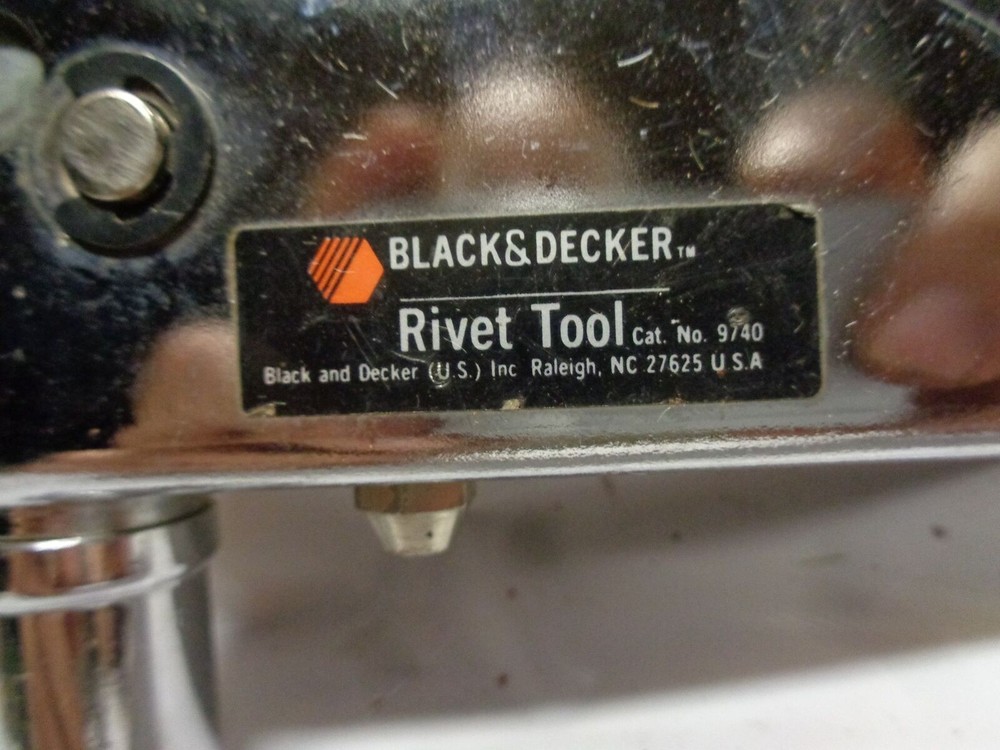 BLACK&DECKER™
Rivet Tool Cat. No. 9740
Black and Decker (U.S.) Inc Raleigh, NC 27625 U S.A